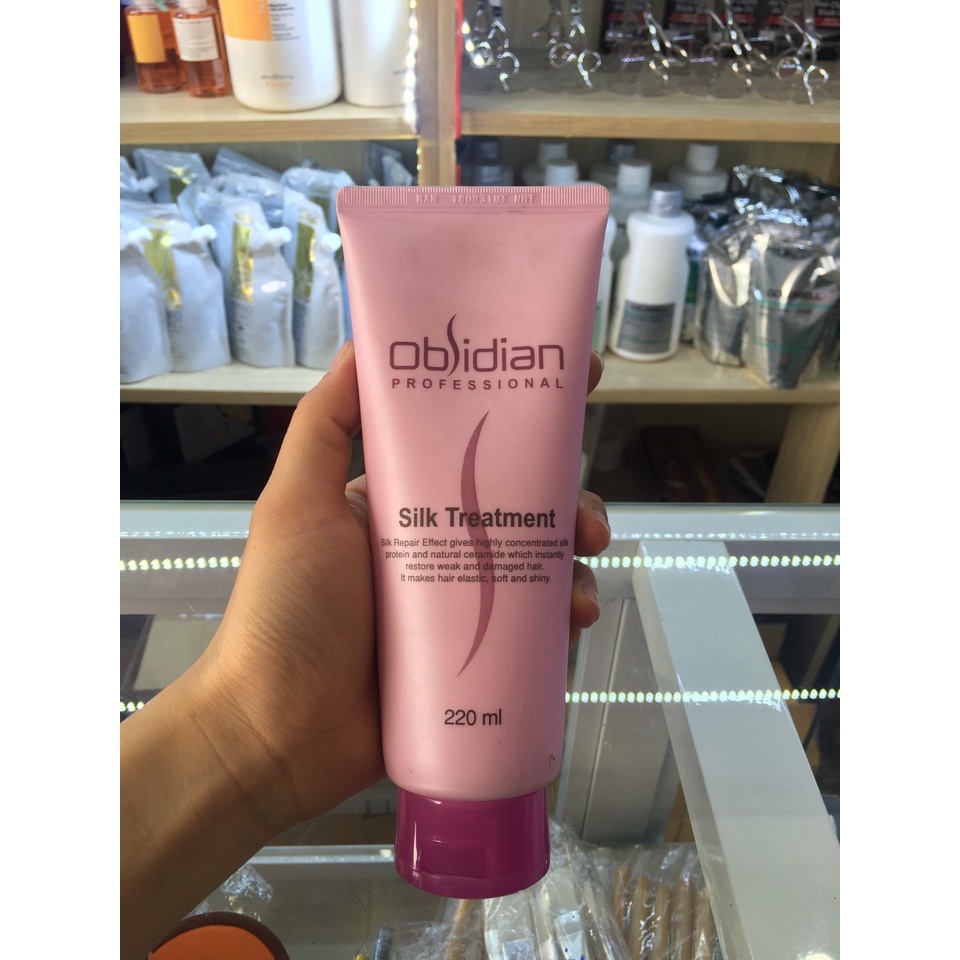 obsidian
PROFESSIONAL
Silk Treatment
Silk Repair Effect gives highly concentrated silk
protein and natural ceramide which instantly
restore weak and damaged hair.
It makes hair elastic, soft and shiny.
220 ml